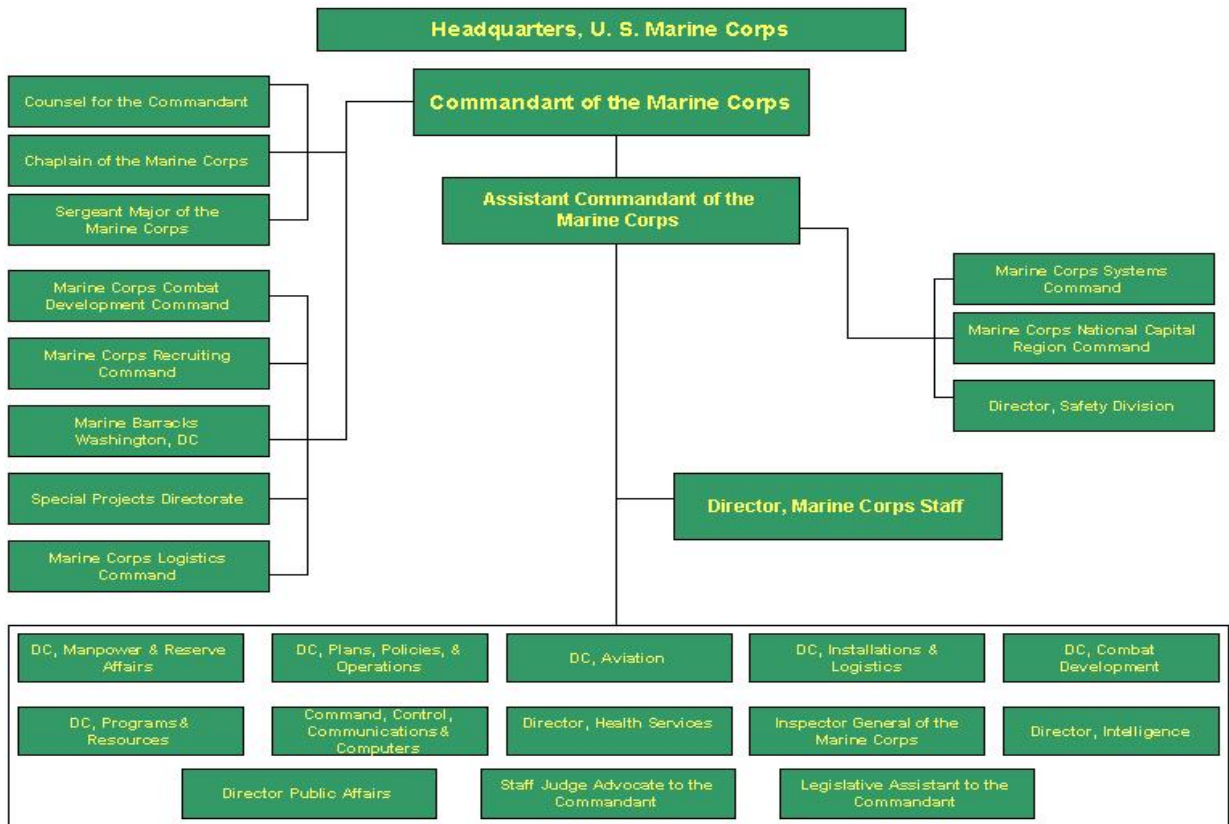 Headquarters, U. S. Marine Corps
Commandant of the Marine Corps
Assistant Commandant of the
Marine Corps
Counsel for the Commandant
Chaplain of the Marine Corps
Sergeant Major of the
Marine Corps
Marine Corps Combat
Development Command
Marine Corps Recruiting
Command
Marine Barracks
Washington, DC
Special Projects Directorate
Marine Corps Logistics
Command
Marine Corps Systems
Command
Marine Corps National Capital
Region Command
Director, Safety Division
Director, Marine Corps Staff
DC, Manpower & Reserve
Affairs
DC, Plans, Policies, &
Operations
DC, Aviation
DC, Installations &
Logistics
DC, Combat
Development
DC, Programs &
Resources
Command, Control,
Communications &
Computers
Director, Health Services
Inspector General of the
Marine Corps
Director, Intelligence
Director Public Affairs
Staff Judge Advocate to the
Commandant
Legislative Assistant to the
Commandant